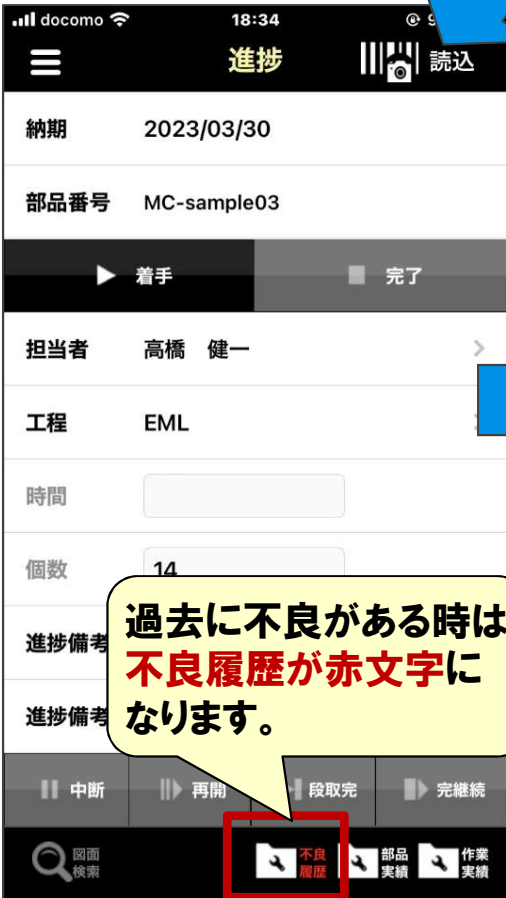 docomo 18:34
進捗 読込
納期 2023/03/30
部品番号 MC-sample03
着手 完了
担当者 高橋 健一
工程 EML
時間
個数 14
進捗備考
進捗備考
過去に不良がある時は
不良履歴が赤文字に
なります。
中断 再開 段取完 完継続
図面
検索
不良
履歴
部品
実績
作業
実績